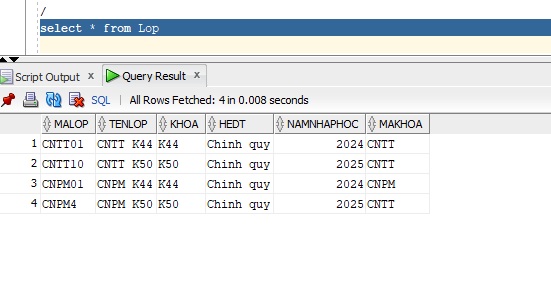 /
select * from Lop
Script Output x Query Result x
SQL | All Rows Fetched: 4 in 0.008 seconds
MALOP TENLOP KHOA HEDT NAMNHAPHOC MAKHOA
1 CNTT01 CNTT K44 K44 Chinh quy 2024 CNTT
2 CNTT10 CNTT K50 K50 Chinh quy 2025 CNTT
3 CNPM01 CNPM K44 K44 Chinh quy 2024 CNPM
4 CNPM4 CNPM K50 K50 Chinh quy 2025 CNTT